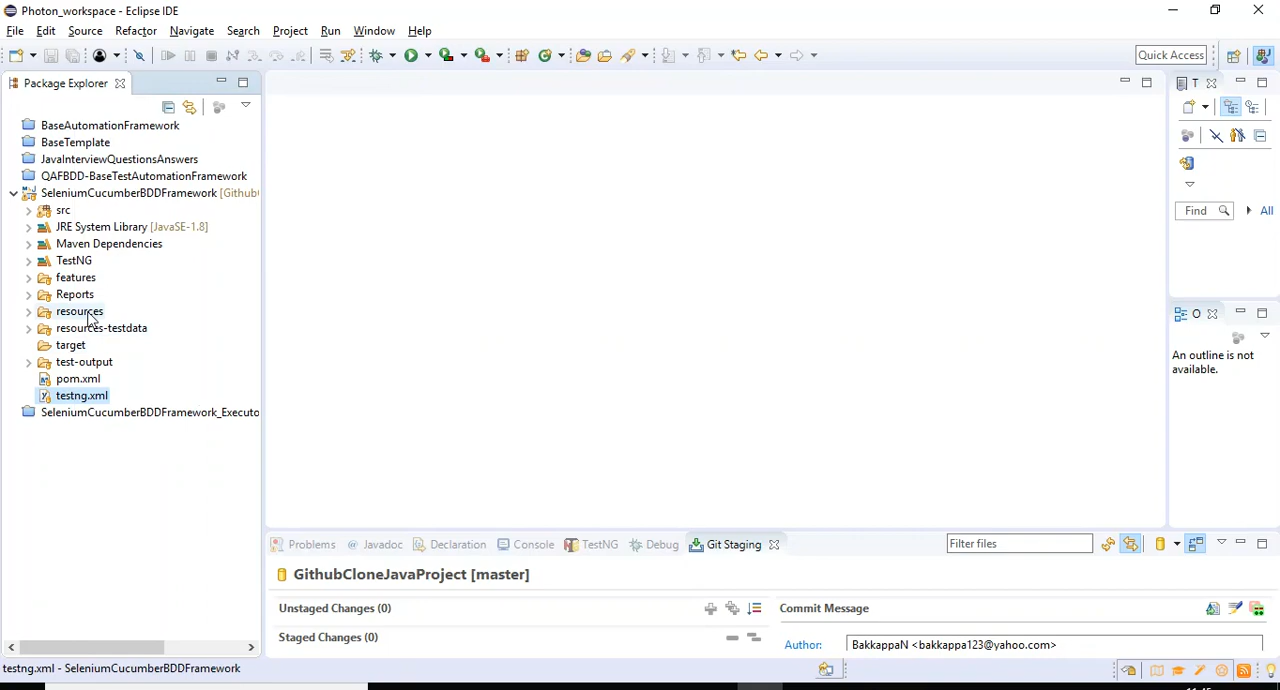 Photon_workspace - Eclipse IDE
File Edit Source Refactor Navigate Search Project Run Window Help
Quick Access
Package Explorer
T
BaseAutomationFramework
BaseTemplate
JavaInterviewQuestionsAnswers
QAFBDD-BaseTestAutomationFramework
SeleniumCucumberBDDFramework [Github
src
Find
All
JRE System Library [JavaSE-1.8]
Maven Dependencies
TestNG
features
Reports
resources
resources-testdata
target
test-output
pom.xml
testng.xml
SeleniumCucumberBDDFramework_Executo
O
An outline is not
available.
Problems @ Javadoc Declaration Console TestNG Debug Git Staging
Filter files
GithubCloneJavaProject [master]
Unstaged Changes (0)
Commit Message
Staged Changes (0)
Author: BakkappaN <bakkappa123@yahoo.com>
testng.xml - SeleniumCucumberBDDFramework